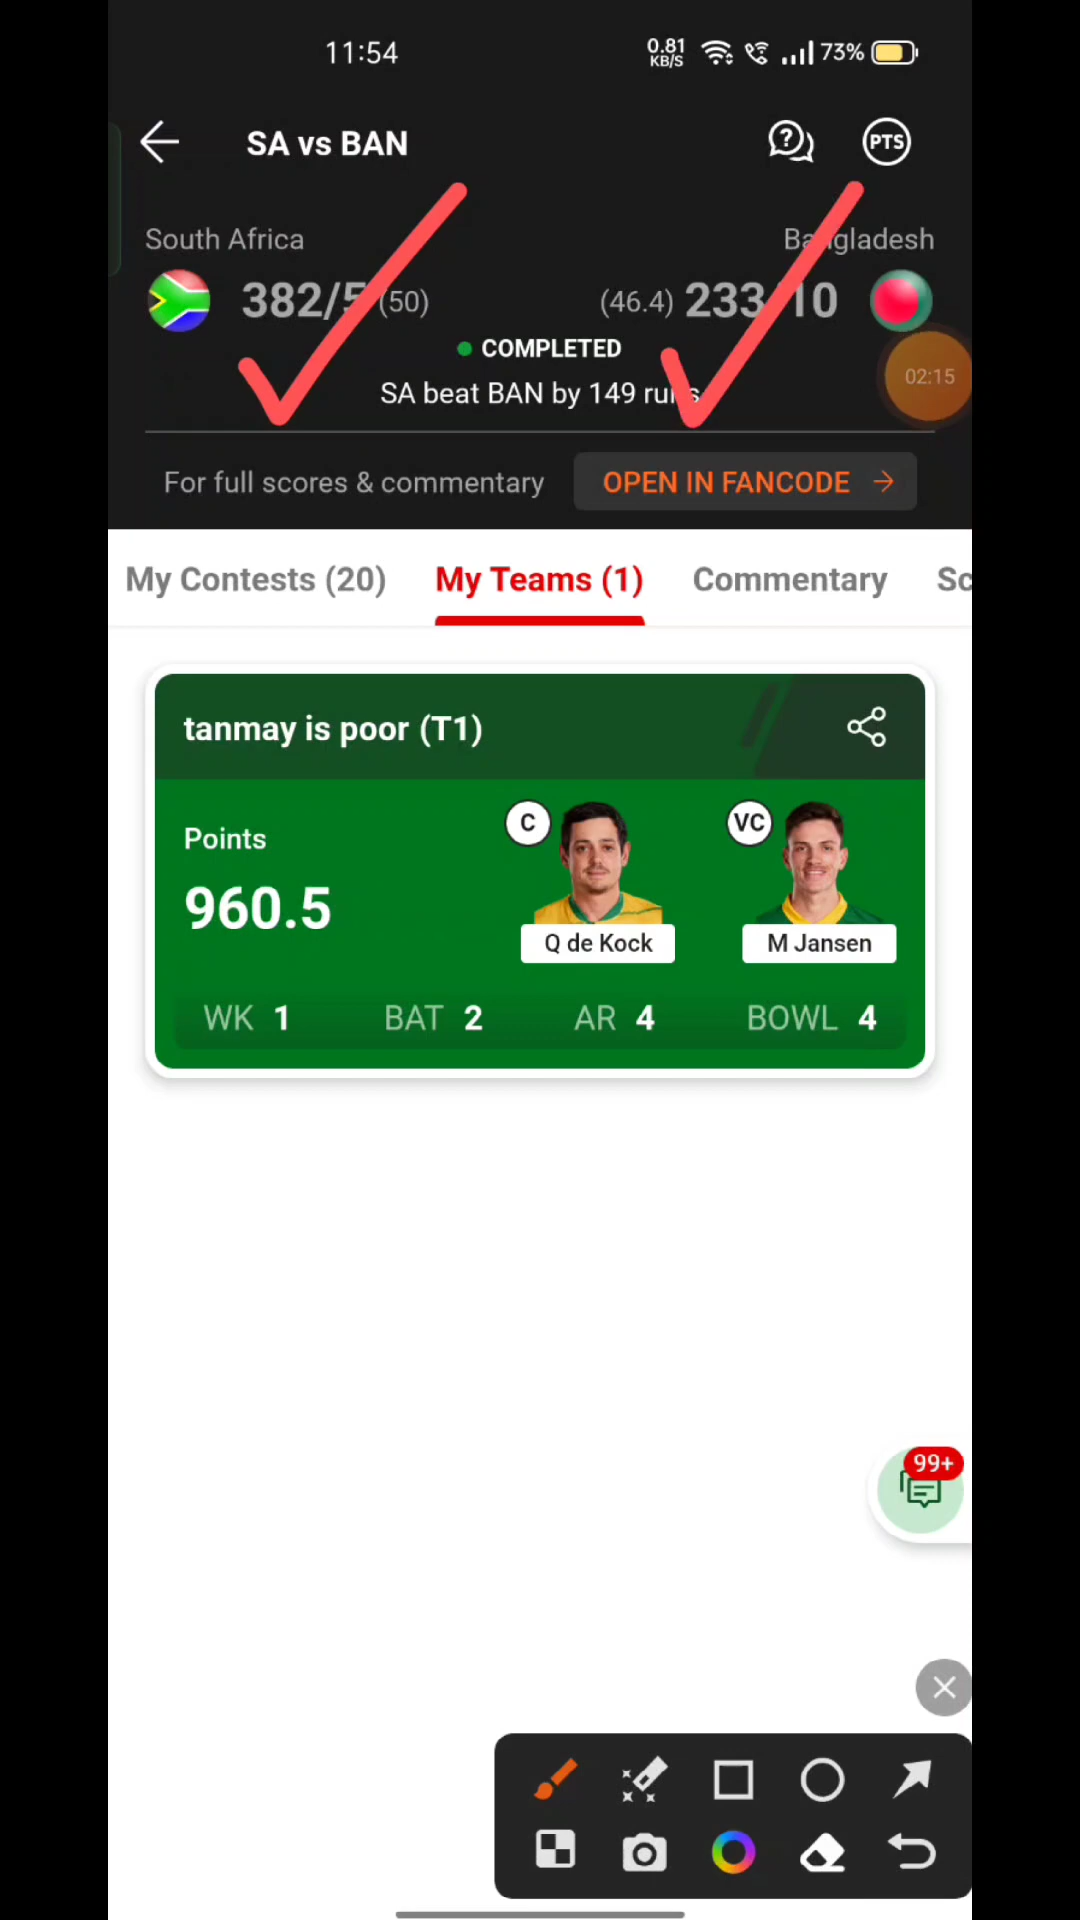 11:54
0.81 KB/S
73%
SA vs BAN
PTS
South Africa
Bangladesh
382/5 (50)
(46.4) 233/10
COMPLETED
SA beat BAN by 149 runs
02:15
For full scores & commentary
OPEN IN FANCODE
My Contests (20)
My Teams (1)
Commentary
Sc
tanmay is poor (T1)
C
VC
Points
960.5
Q de Kock
M Jansen
WK 1
BAT 2
AR 4
BOWL 4
99+